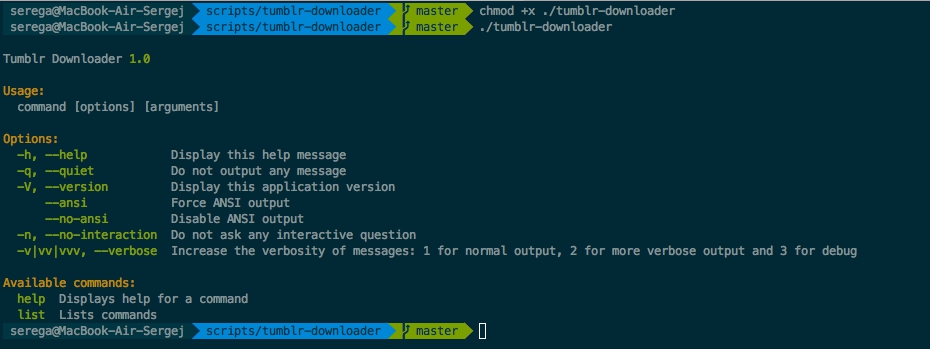 serega@MacBook-Air-Sergej scripts/tumblr-downloader master chmod +x ./tumblr-downloader
serega@MacBook-Air-Sergej scripts/tumblr-downloader master ./tumblr-downloader
Tumblr Downloader 1.0
Usage:
command [options] [arguments]
Options:
-h, --help Display this help message
-q, --quiet Do not output any message
-V, --version Display this application version
--ansi Force ANSI output
--no-ansi Disable ANSI output
-n, --no-interaction Do not ask any interactive question
-v|vv|vvv, --verbose Increase the verbosity of messages: 1 for normal output, 2 for more verbose output and 3 for debug
Available commands:
help Displays help for a command
list Lists commands
serega@MacBook-Air-Sergej scripts/tumblr-downloader master